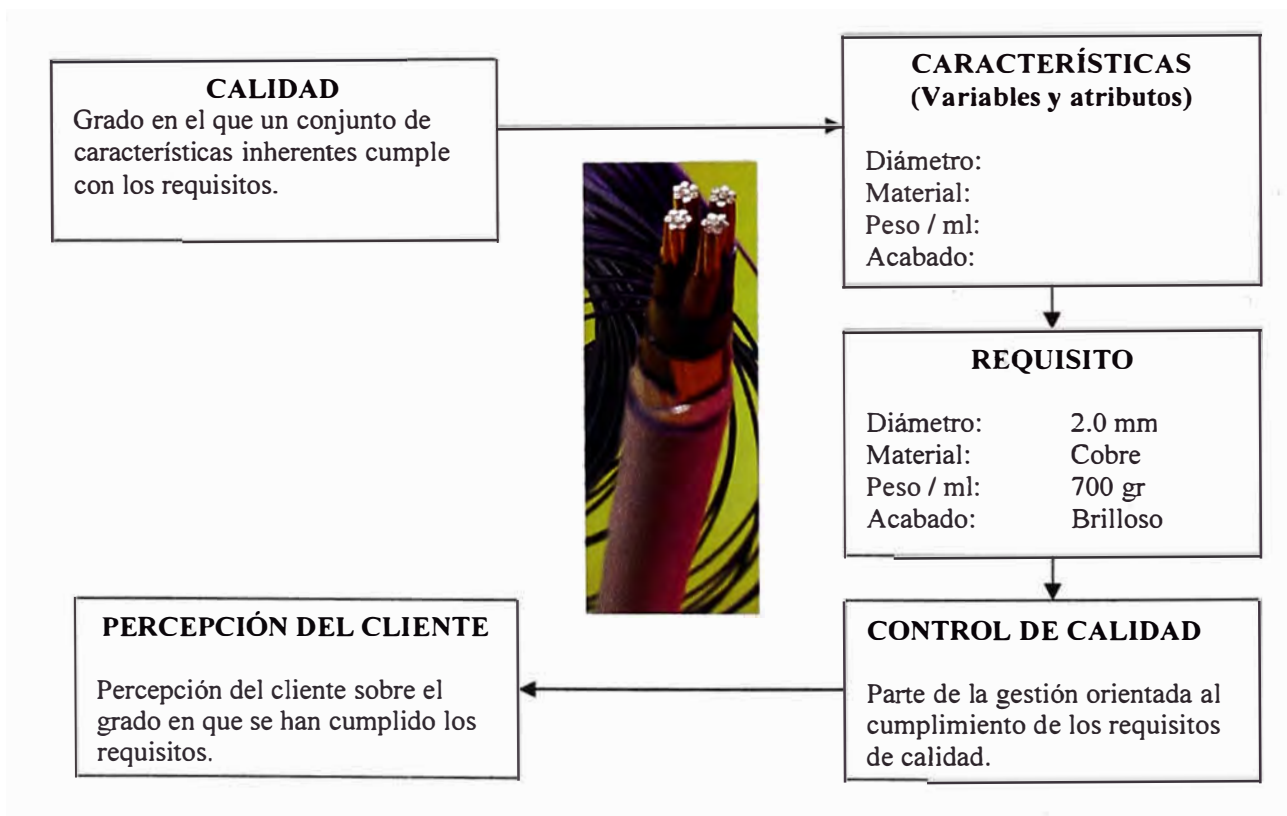 CALIDAD
Grado en el que un conjunto de
características inherentes cumple
con los requisitos.
CARACTERÍSTICAS
(Variables y atributos)
Diámetro:
Material:
Peso / ml:
Acabado:
REQUISITO
Diámetro: 2.0 mm
Material: Cobre
Peso / ml: 700 gr
Acabado: Brilloso
CONTROL DE CALIDAD
Parte de la gestión orientada al
cumplimiento de los requisitos
de calidad.
PERCEPCIÓN DEL CLIENTE
Percepción del cliente sobre el
grado en que se han cumplido los
requisitos.